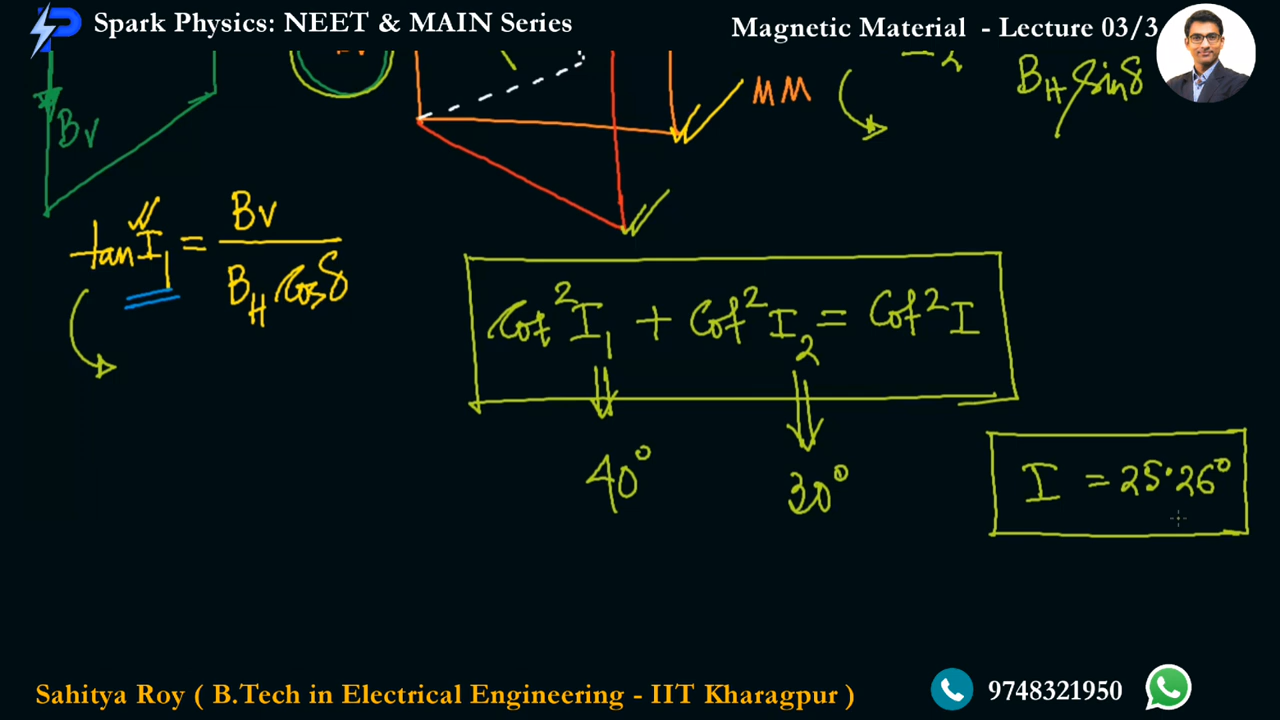 Spark Physics: NEET & MAIN Series
Magnetic Material - Lecture 03/3
BH sinδ
MM
BV
tan I1 = BV / BH Cosδ
Cot²I1 + Cot²I2 = Cot²I
40° 30°
I = 25.26°
Sahitya Roy ( B.Tech in Electrical Engineering - IIT Kharagpur )
9748321950